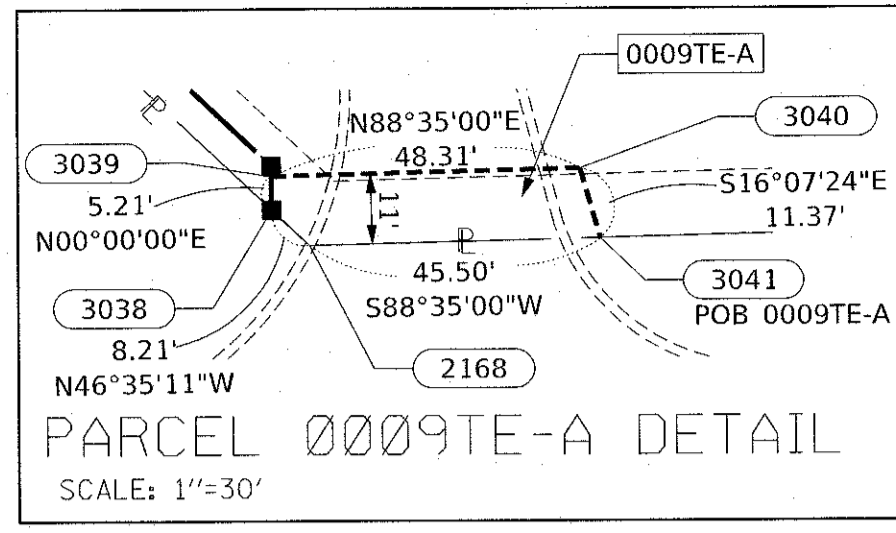 0009TE-A
N88°35'00"E
48.31'
3040
3039
5.21'
N00°00'00"E
11'
S16°07'24"E
11.37'
PL
PL
45.50'
S88°35'00"W
3041
POB 0009TE-A
3038
8.21'
N46°35'11"W
2168
PARCEL 0009TE-A DETAIL
SCALE: 1"=30'